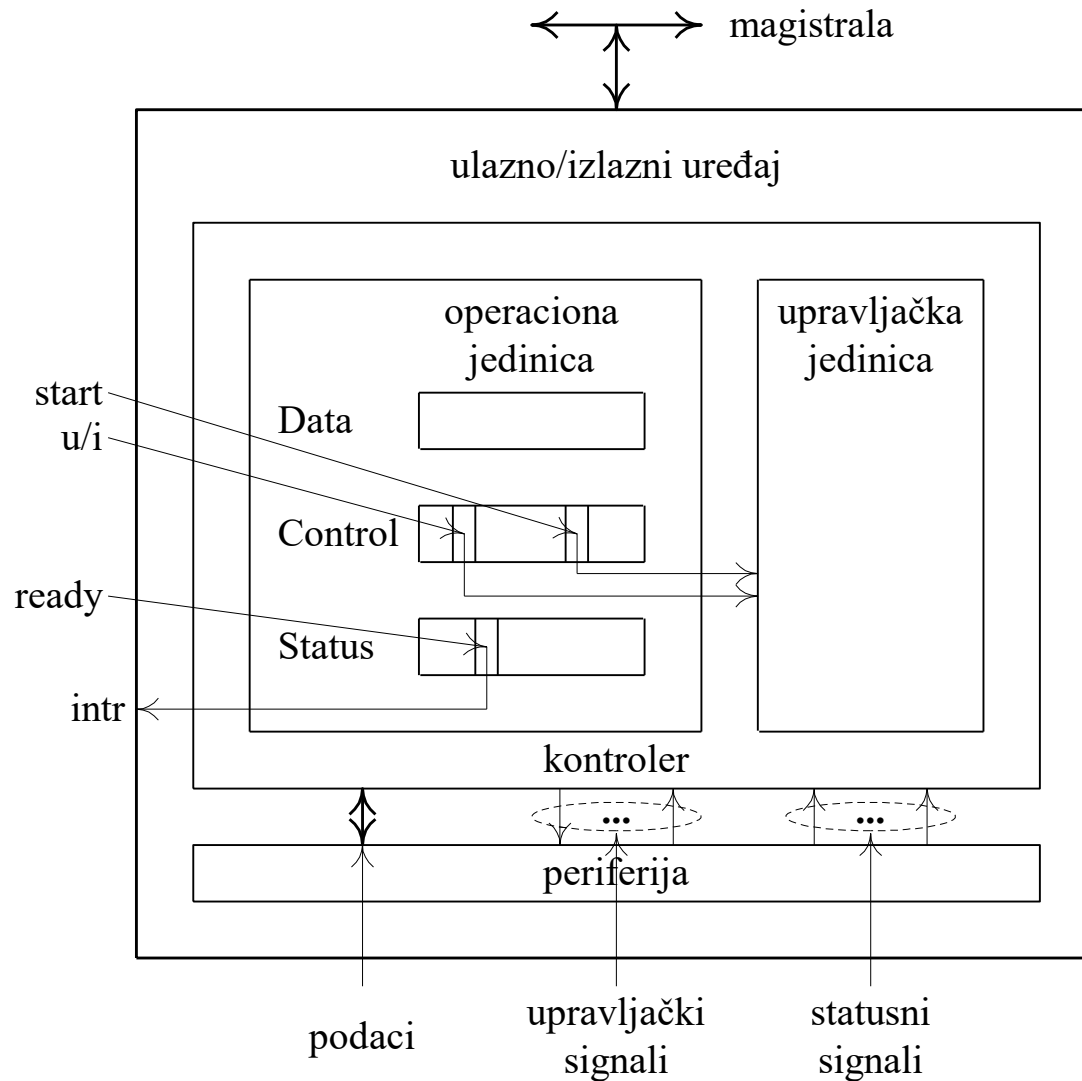 magistrala
ulazno/izlazni uređaj
operaciona
jedinica
upravljačka
jedinica
start
u/i
Data
Control
ready
Status
intr
kontroler
...
...
periferija
podaci
upravljački
signali
statusni
signali